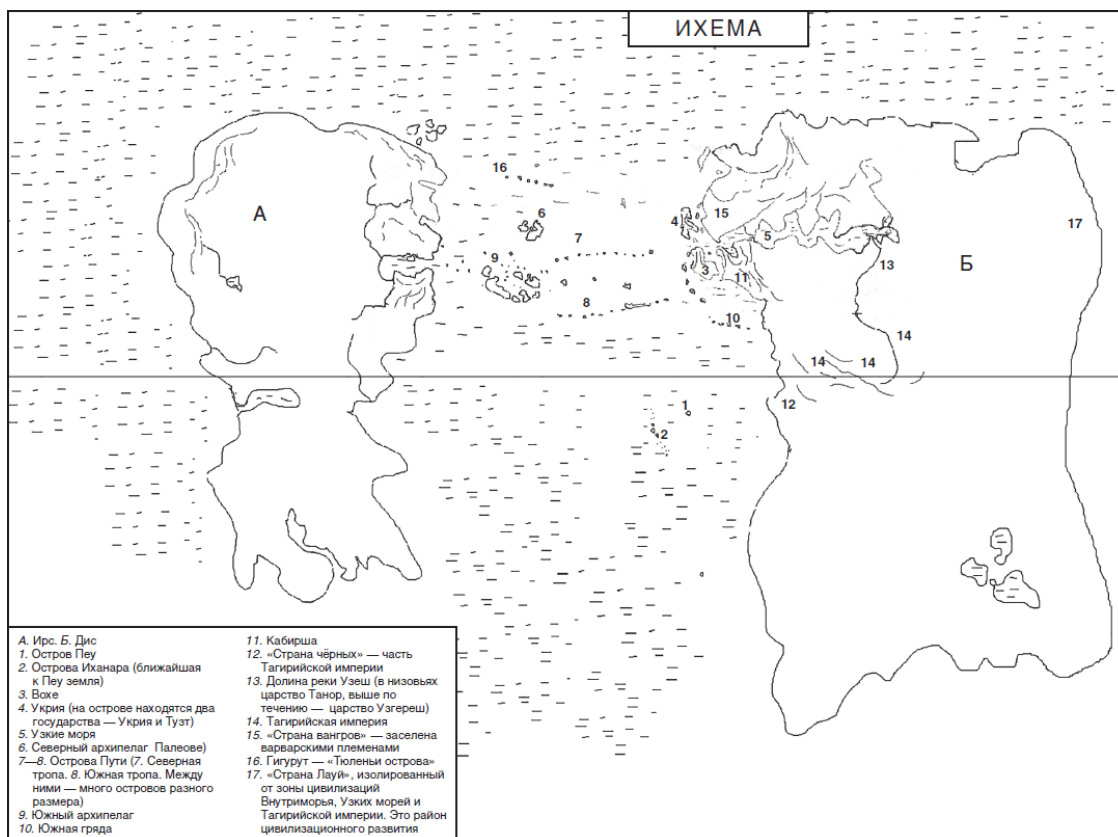 ИХЕМА
16
А
6
4
15
17
7
5
9
13
Б
3
11
8
10
14
14
14
1
12
2
А. Ирс. Б. Дис
1. Остров Пеу
2. Острова Иханара (ближайшая
к Пеу земля)
3. Вохе
4. Укрия (на острове находятся два
государства — Укрия и Тузт)
5. Узкие моря
6. Северный архипелаг Палеове)
7—8. Острова Пути (7. Северная
тропа. 8. Южная тропа. Между
ними — много островов разного
размера)
9. Южный архипелаг
10. Южная гряда
11. Кабирша
12. «Страна чёрных» — часть
Тагирийской империи
13. Долина реки Узеш (в низовьях
царство Танор, выше по
течению — царство Узгереш)
14. Тагирийская империя
15. «Страна вангров» — заселена
варварскими племенами
16. Гигурут — «Тюленьи острова»
17. «Страна Лауй», изолированный
от зоны цивилизаций
Внутриморья, Узких морей и
Тагирийской империи. Это район
цивилизационного развития